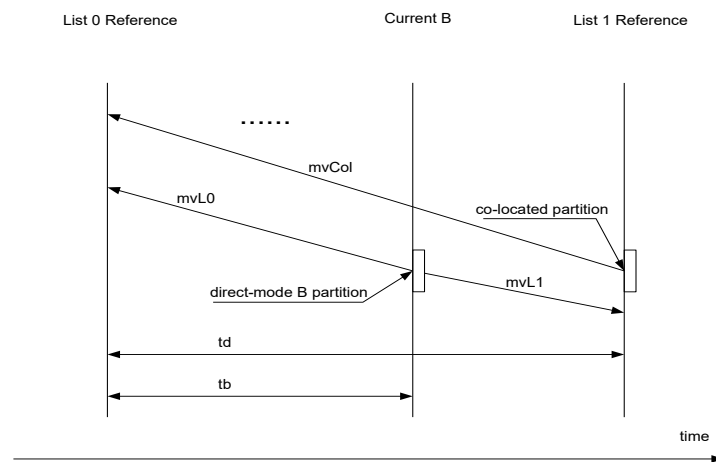 List 0 Reference
Current B
List 1 Reference
......
mvCol
mvL0
co-located partition
direct-mode B partition
mvL1
td
tb
time